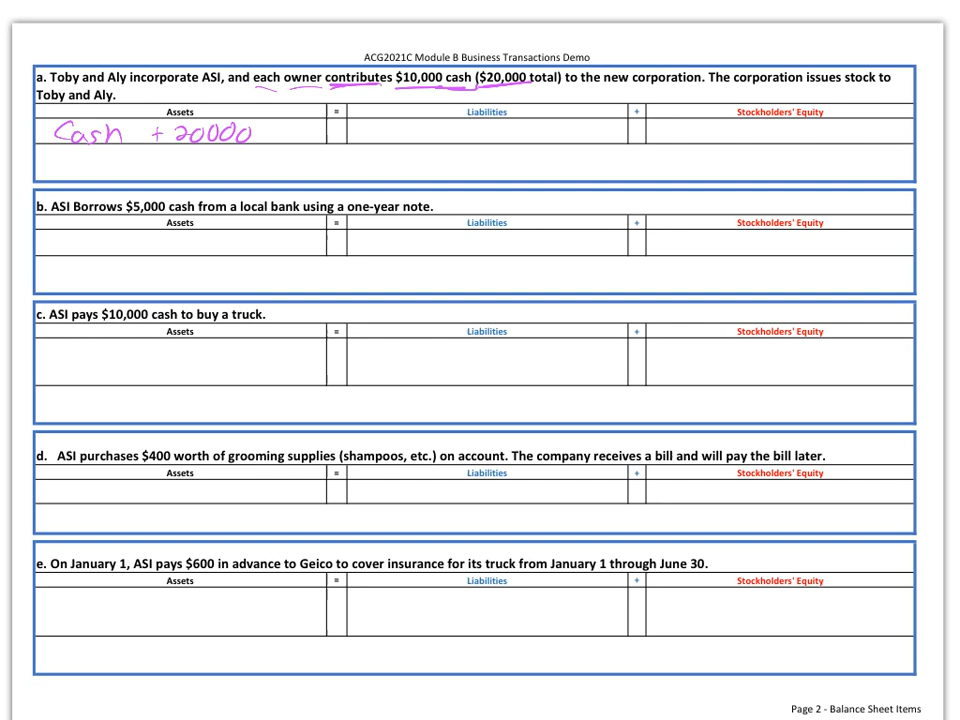 ACG2021C Module B Business Transactions Demo
a. Toby and Aly incorporate ASI, and each owner contributes $10,000 cash ($20,000 total) to the new corporation. The corporation issues stock to
Toby and Aly.
Assets = Liabilities + Stockholders' Equity
Cash + 20000
b. ASI Borrows $5,000 cash from a local bank using a one-year note.
Assets = Liabilities + Stockholders' Equity
c. ASI pays $10,000 cash to buy a truck.
Assets = Liabilities + Stockholders' Equity
d. ASI purchases $400 worth of grooming supplies (shampoos, etc.) on account. The company receives a bill and will pay the bill later.
Assets = Liabilities + Stockholders' Equity
e. On January 1, ASI pays $600 in advance to Geico to cover insurance for its truck from January 1 through June 30.
Assets = Liabilities + Stockholders' Equity
Page 2 - Balance Sheet Items